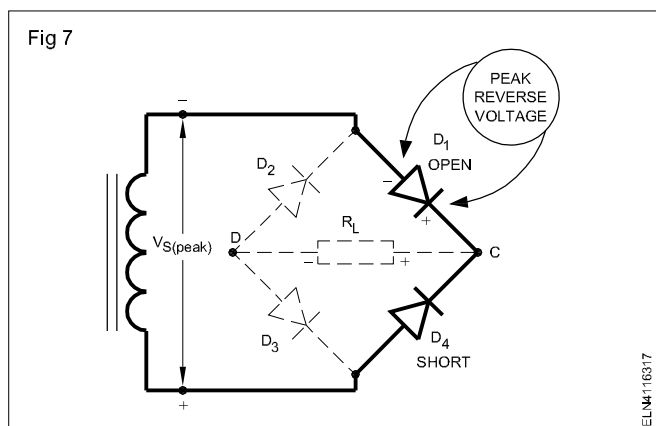 Fig 7
PEAK
REVERSE
VOLTAGE
–
D1
OPEN
–
+
D2
VS(peak)
D
RL
–
+
C
D3
D4
SHORT
+
ELN4116317